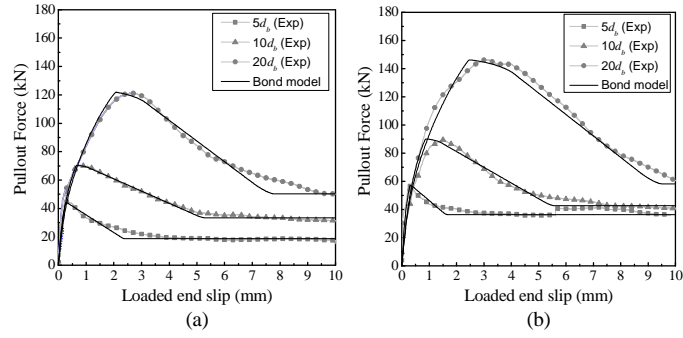 (a)
180
160
140
120
100
80
60
40
20
0
Pullout Force (kN)
5d_b (Exp)
10d_b (Exp)
20d_b (Exp)
Bond model
0 1 2 3 4 5 6 7 8 9 10
Loaded end slip (mm)
(a)
(b)
180
160
140
120
100
80
60
40
20
0
Pullout Force (kN)
5d_b (Exp)
10d_b (Exp)
20d_b (Exp)
Bond model
0 1 2 3 4 5 6 7 8 9 10
Loaded end slip (mm)
(b)